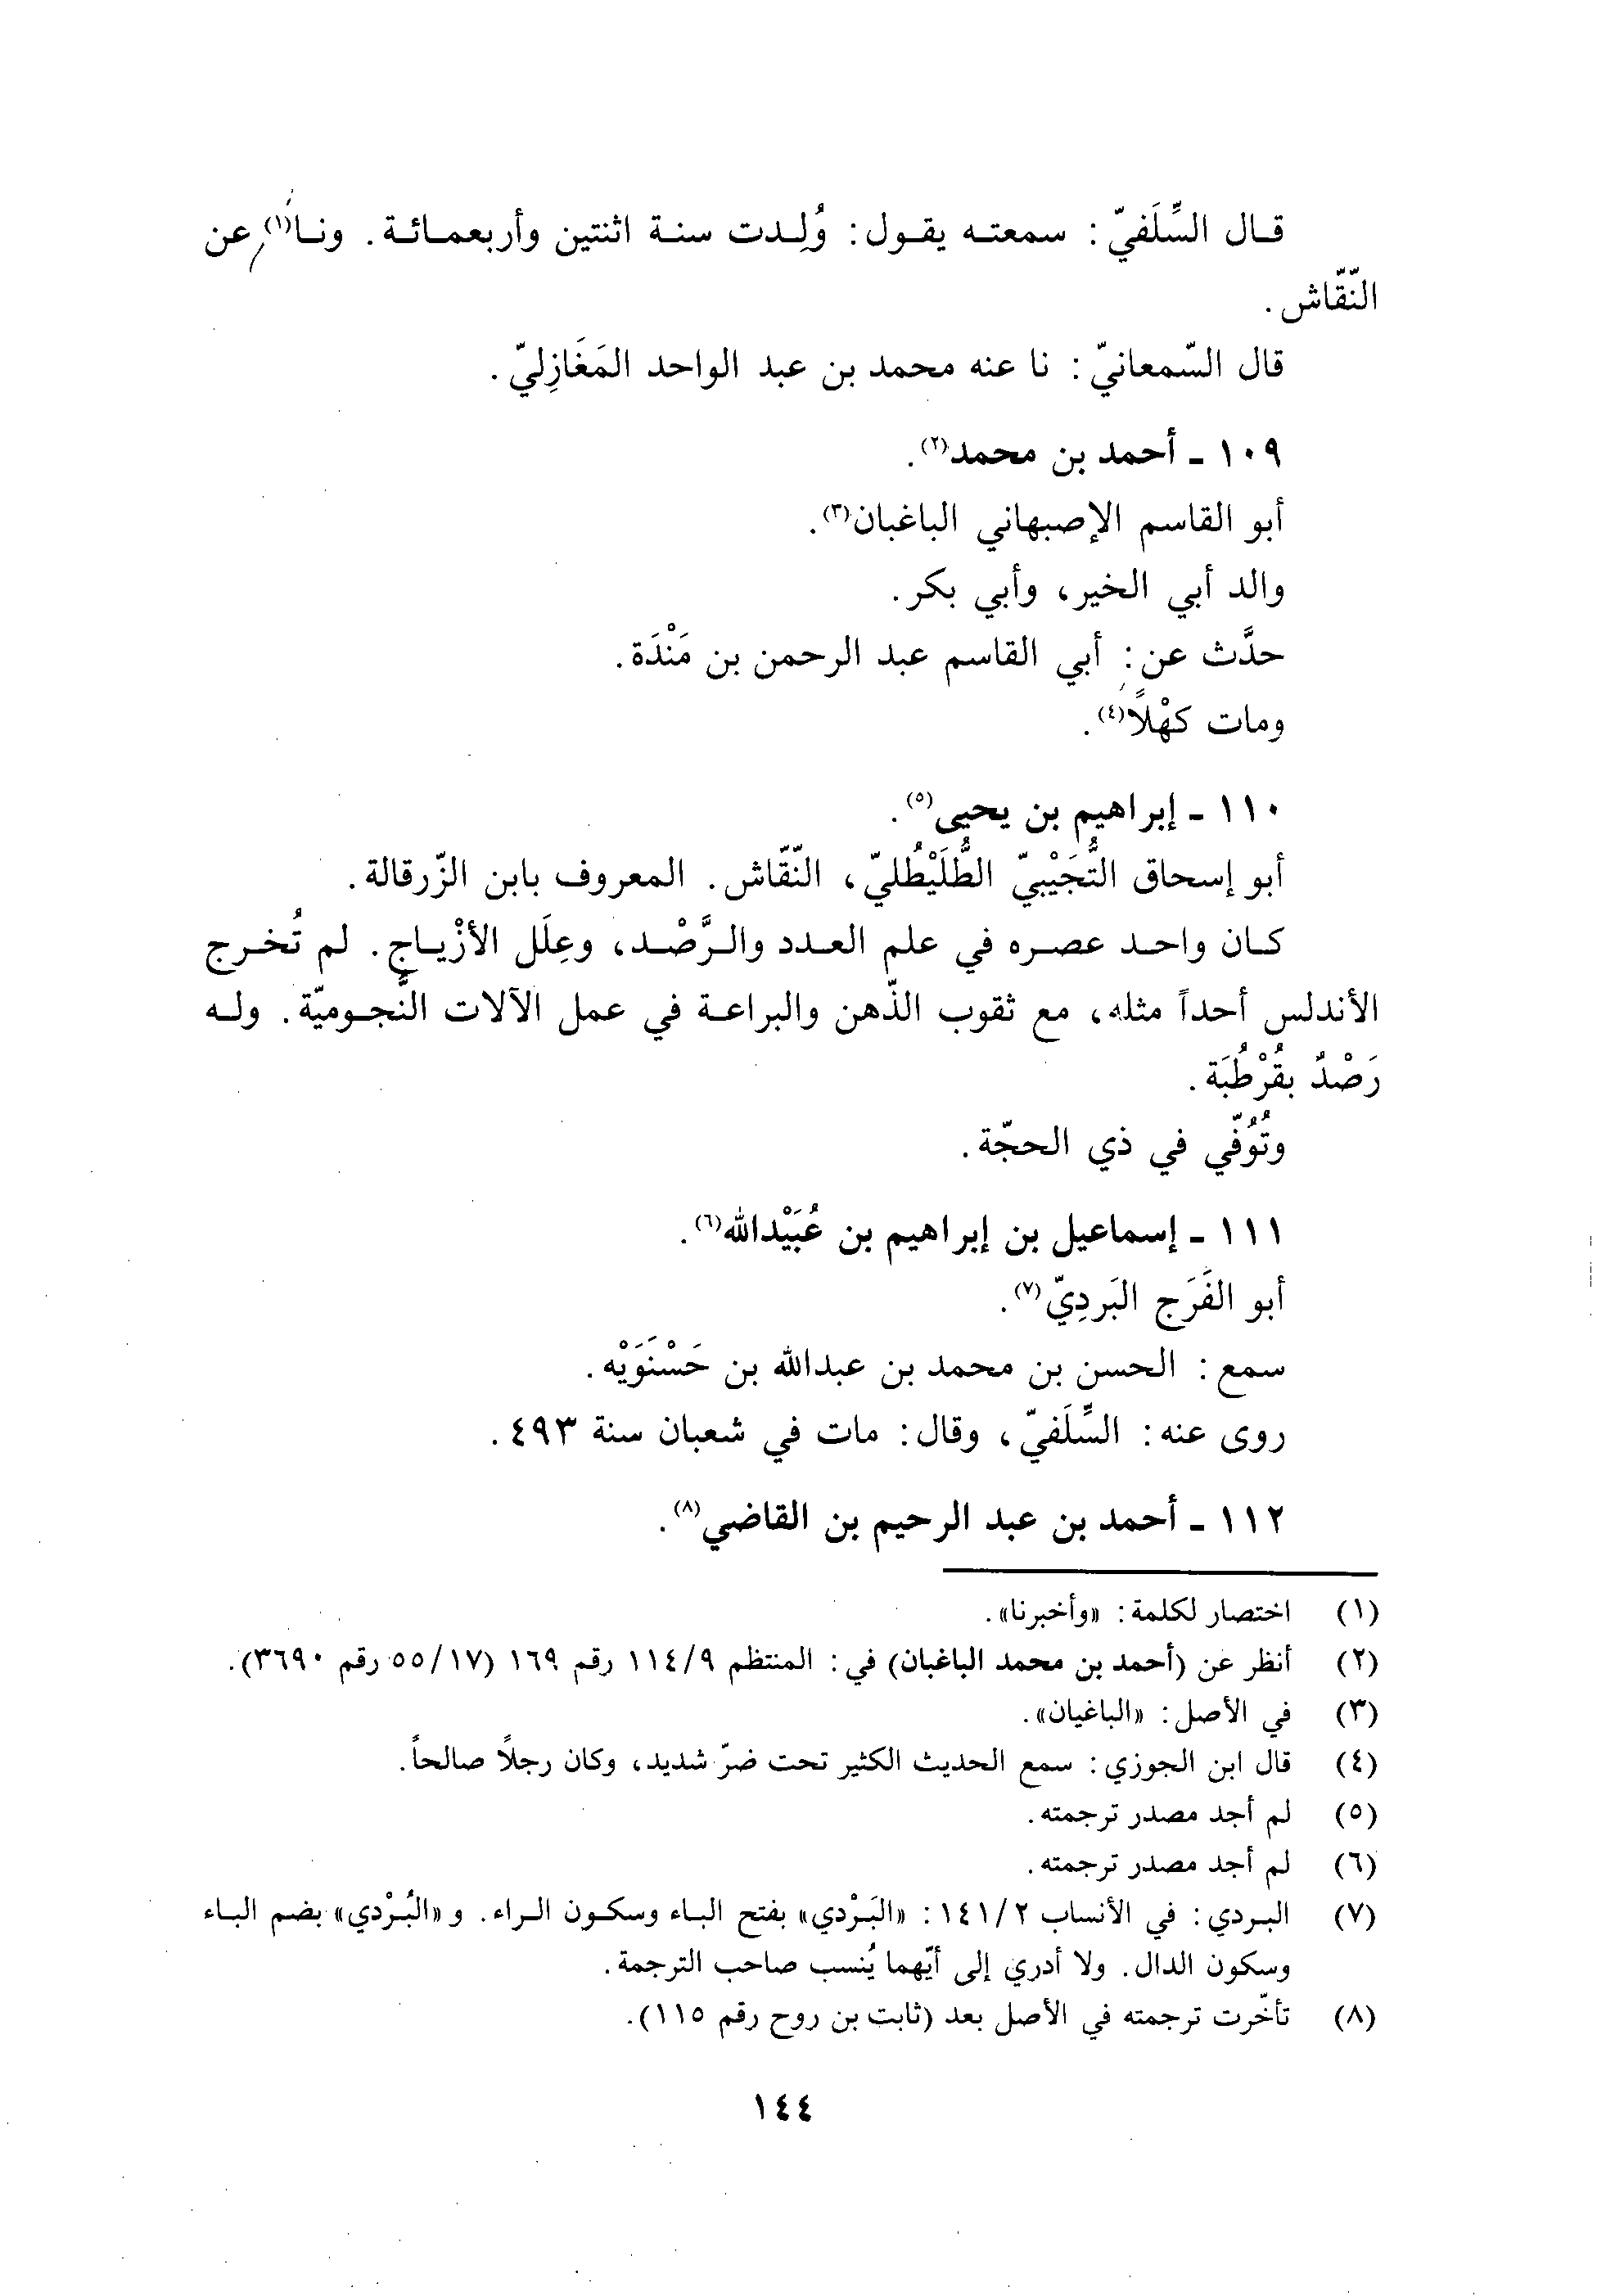 قال السِّلَفيّ: سمعته يقول: وُلِدت سنة اثنتين وأربعمائة. ونا(١) عن
النّقّاش.
قال السّمعانيّ: نا عنه محمد بن عبد الواحد المَغَازِليّ.
١٠٩ - أحمد بن محمد(٢).
أبو القاسم الإصبهاني الباغبان(٣).
والد أبي الخير، وأبي بكر.
حدَّث عن: أبي القاسم عبد الرحمن بن مَنْدَة.
ومات كهْلاً(٤).
١١٠ - إبراهيم بن يحيى(٥).
أبو إسحاق التُّجَيْبيّ الطُّلَيْطُليّ، النّقّاش. المعروف بابن الزّرقالة.
كان واحد عصره في علم العدد والرَّصْد، وعِلَل الأزْياج. لم تُخرج
الأندلس أحداً مثله، مع ثقوب الذّهن والبراعة في عمل الآلات النُّجوميّة. وله
رَصْدٌ بقُرْطُبَة.
وتُوُفّي في ذي الحجّة.
١١١ - إسماعيل بن إبراهيم بن عُبَيْدالله(٦).
أبو الفَرَج البَردِيّ(٧).
سمع: الحسن بن محمد بن عبدالله بن حَسْنَوَيْه.
روى عنه: السِّلَفيّ، وقال: مات في شعبان سنة ٤٩٣.
١١٢ - أحمد بن عبد الرحيم بن القاضي(٨).
(١) اختصار لكلمة: «وأخبرنا».
(٢) أنظر عن (أحمد بن محمد الباغبان) في: المنتظم ١١٤/٩ رقم ١٦٩ (٥٥/١٧ رقم ٣٦٩٠).
(٣) في الأصل: «الباغيان».
(٤) قال ابن الجوزي: سمع الحديث الكثير تحت ضرّ شديد، وكان رجلاً صالحاً.
(٥) لم أجد مصدر ترجمته.
(٦) لم أجد مصدر ترجمته.
(٧) البردي: في الأنساب ١٤١/٢: «البَرْدي» بفتح الباء وسكون الراء. و«البُرْدي» بضم الباء
وسكون الدال. ولا أدري إلى أيّهما يُنسب صاحب الترجمة.
(٨) تأخّرت ترجمته في الأصل بعد (ثابت بن روح رقم ١١٥).
١٤٤